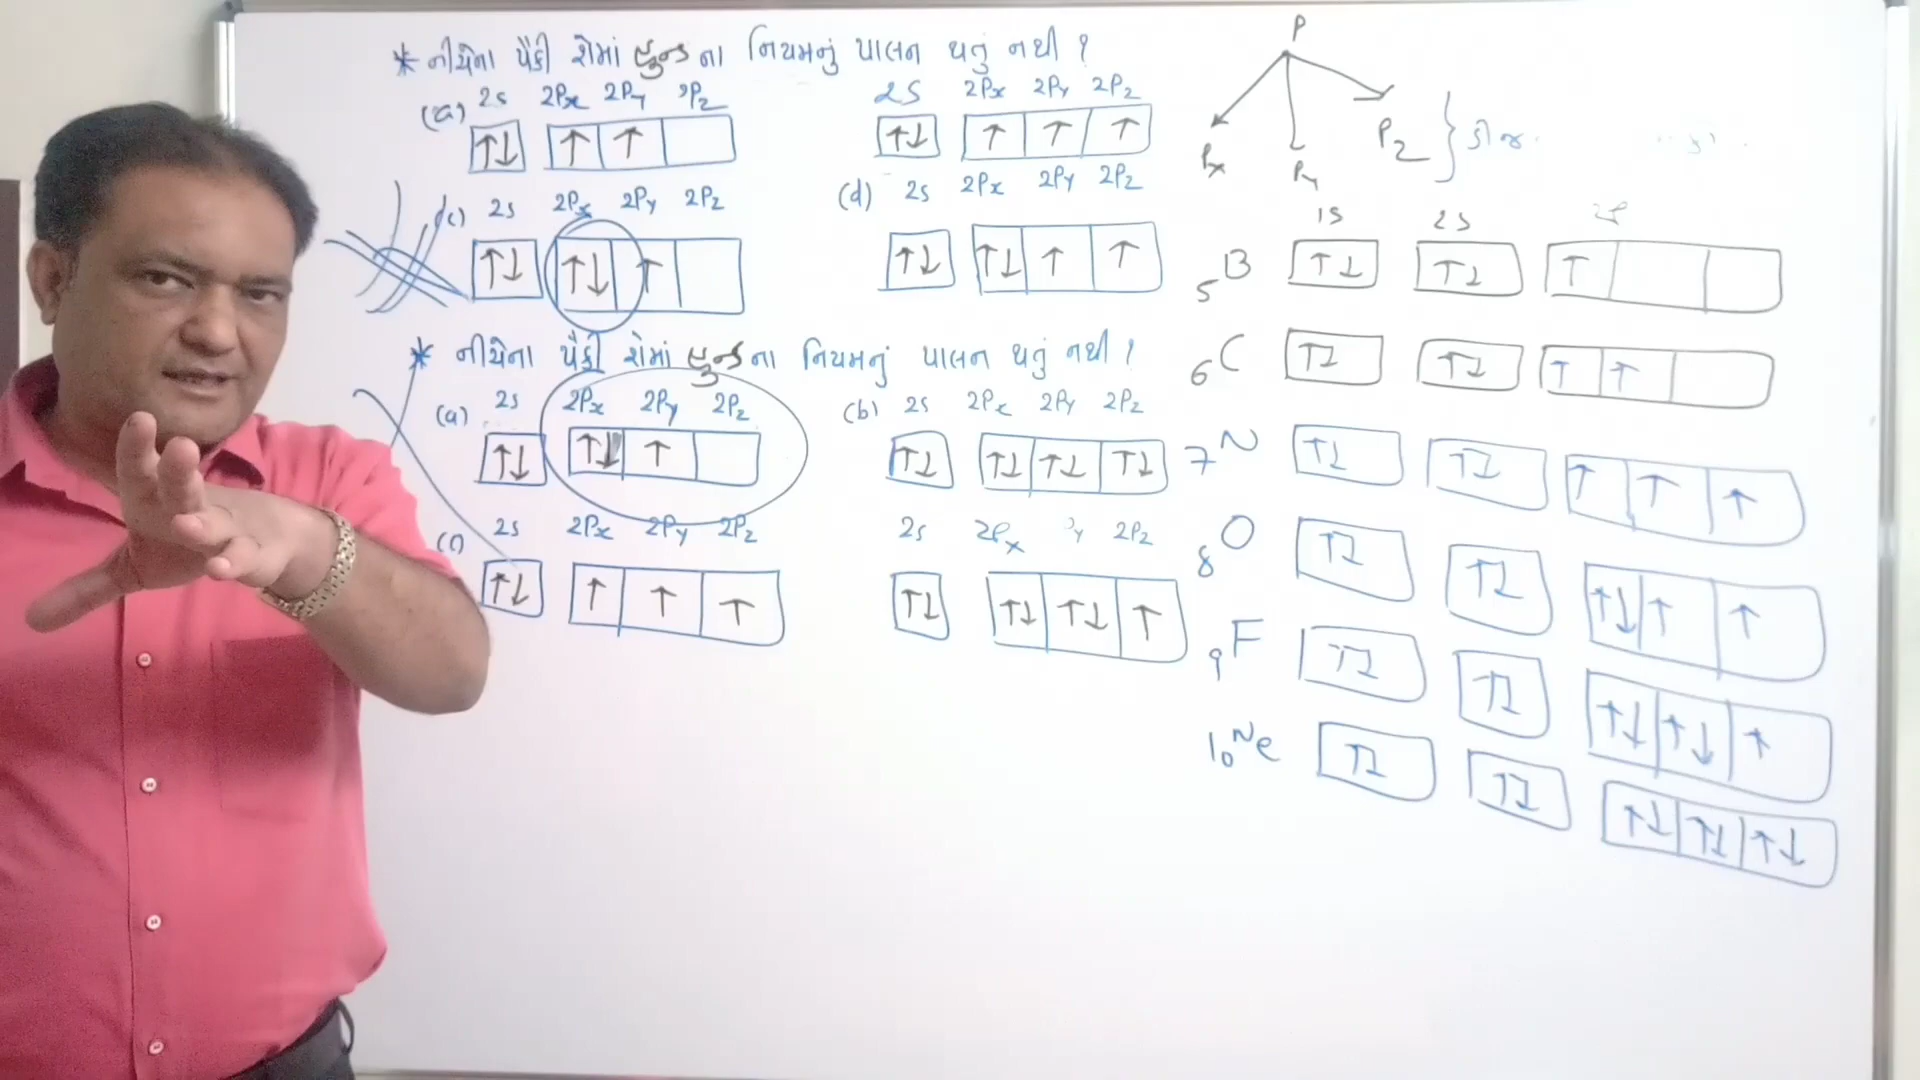 * નીચેના પૈકી શેમાં હુન્ડ ના નિયમનું પાલન થતું નથી ?
(a) 2s 2Px 2Py 2Pz
↑↓ ↑ ↑
2S 2Px 2Py 2Pz
↑↓ ↑ ↑ ↑
(c) 2s 2Px 2Py 2Pz
↑↓ ↑↓ ↑
(d) 2s 2Px 2Py 2Pz
↑↓ ↑↓ ↑ ↑
* નીચેના પૈકી શેમાં હુન્ડના નિયમનું પાલન થતું નથી ?
(a) 2s 2Px 2Py 2Pz
↑↓ ↑↓ ↑
(b) 2s 2Px 2Py 2Pz
↑↓ ↑↓ ↑↓ ↑↓
(c) 2s 2Px 2Py 2Pz
↑↓ ↑ ↑ ↑
2s 2Px Py 2Pz
↑↓ ↑↓ ↑↓ ↑
P
Px Py Pz
1s 2s 2P
5B ↑↓ ↑↓ ↑
6C ↑↓ ↑↓ ↑ ↑
7N ↑↓ ↑↓ ↑ ↑ ↑
8O ↑↓ ↑↓ ↑↓ ↑ ↑
9F ↑↓ ↑↓ ↑↓ ↑↓ ↑
10Ne ↑↓ ↑↓ ↑↓ ↑↓ ↑↓